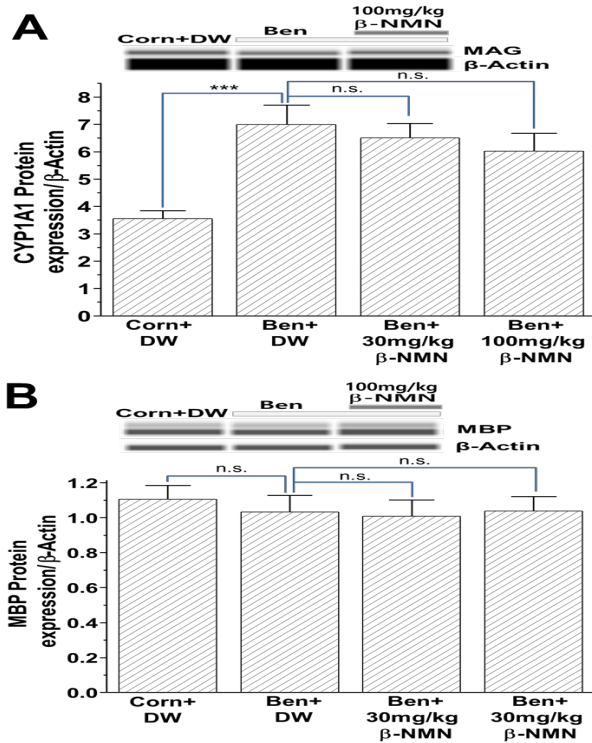 A
100mg/kg
β-NMN
Corn+DW
Ben
MAG
β-Actin
n.s.
***
n.s.
CYP1A1 Protein
expression/β-Actin
8
7
6
5
4
3
2
1
0
Corn+
DW
Ben+
DW
Ben+
30mg/kg
β-NMN
Ben+
100mg/kg
β-NMN
B
100mg/kg
β-NMN
Corn+DW
Ben
MBP
β-Actin
n.s.
n.s.
n.s.
MBP Protein
expression/β-Actin
1.2
1.0
0.8
0.6
0.4
0.2
0.0
Corn+
DW
Ben+
DW
Ben+
30mg/kg
β-NMN
Ben+
30mg/kg
β-NMN